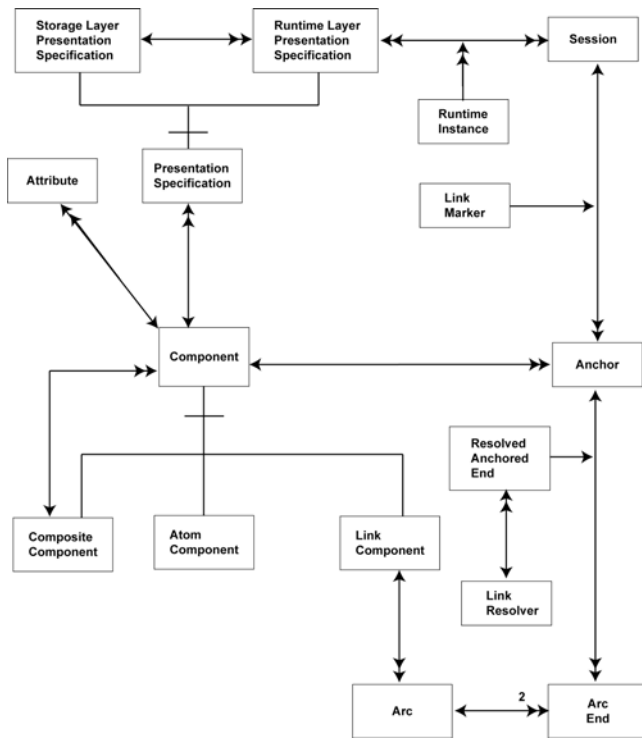 Storage Layer
Presentation
Specification
Runtime Layer
Presentation
Specification
Session
Runtime
Instance
Attribute
Presentation
Specification
Link
Marker
Component
Anchor
Resolved
Anchored
End
Composite
Component
Atom
Component
Link
Component
Link
Resolver
2
Arc
Arc
End